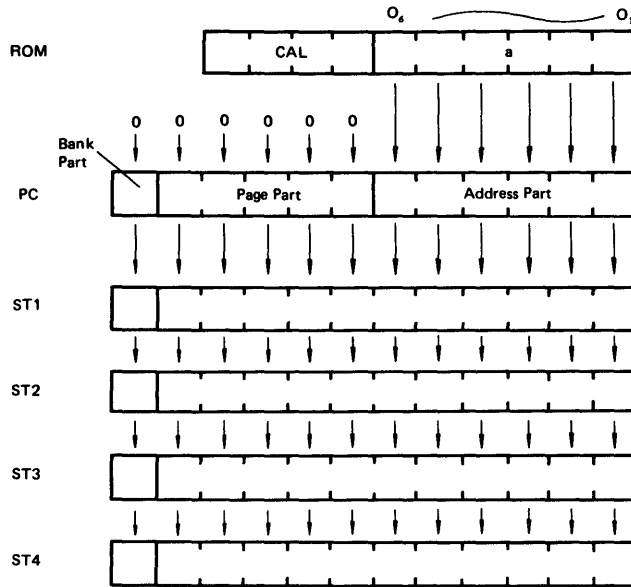 O₆ O₁
ROM CAL a
0 0 0 0 0 0
Bank
Part
PC Page Part Address Part
ST1
ST2
ST3
ST4